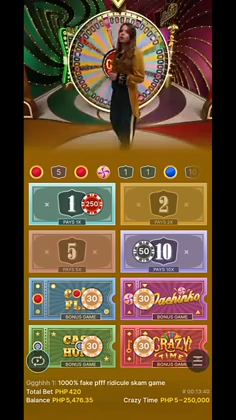 5 1 1 10
1 250
PAYS 1X
2
PAYS 2X
5
PAYS 5X
50 10
PAYS 10X
30
BONUS GAME
Pachinko 30
BONUS GAME
CASH HUNT 30
BONUS GAME
CRAZY TIME 30
BONUS GAME
Ggghhh 1: 1000% fake pfff ridicule skam game
Total Bet PHP 420
Balance PHP 5,476.35
Crazy Time PHP 5–250,000